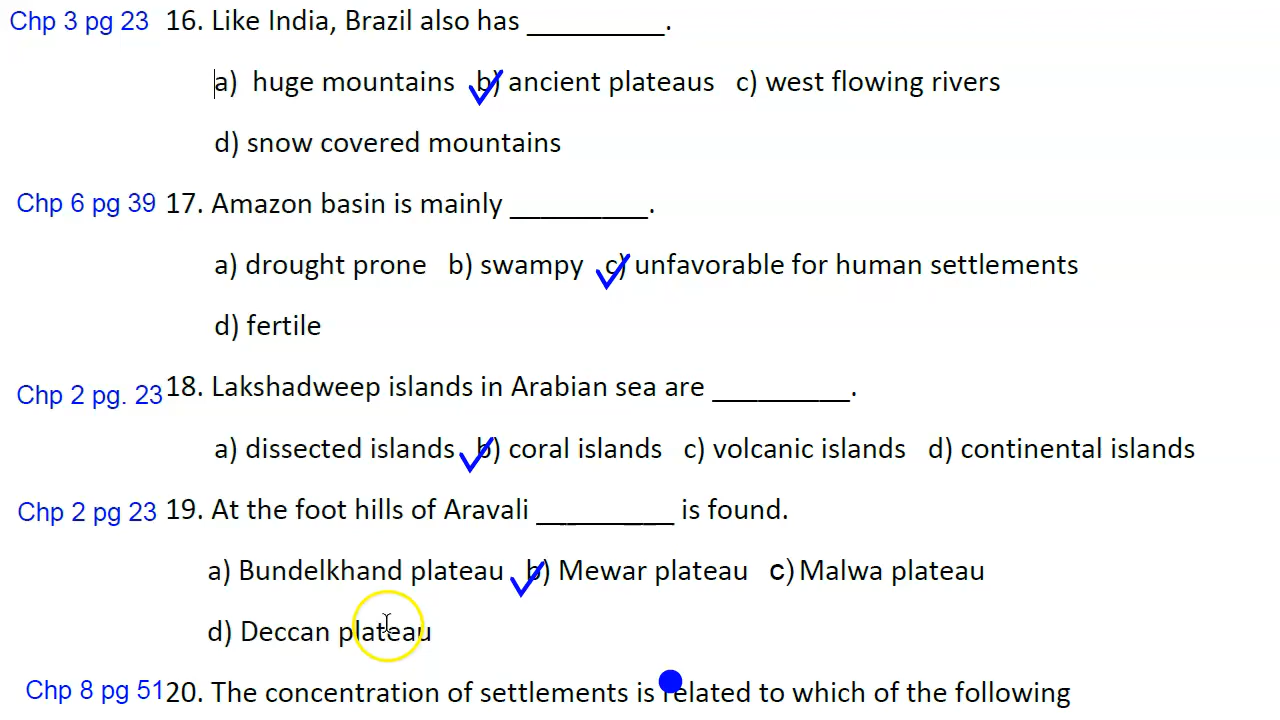 Chp 3 pg 23 16. Like India, Brazil also has _________.
a) huge mountains b) ancient plateaus c) west flowing rivers
d) snow covered mountains
Chp 6 pg 39 17. Amazon basin is mainly _________.
a) drought prone b) swampy c) unfavorable for human settlements
d) fertile
Chp 2 pg. 23 18. Lakshadweep islands in Arabian sea are _________.
a) dissected islands b) coral islands c) volcanic islands d) continental islands
Chp 2 pg 23 19. At the foot hills of Aravali _________ is found.
a) Bundelkhand plateau b) Mewar plateau c) Malwa plateau
d) Deccan plateau
Chp 8 pg 51 20. The concentration of settlements is related to which of the following